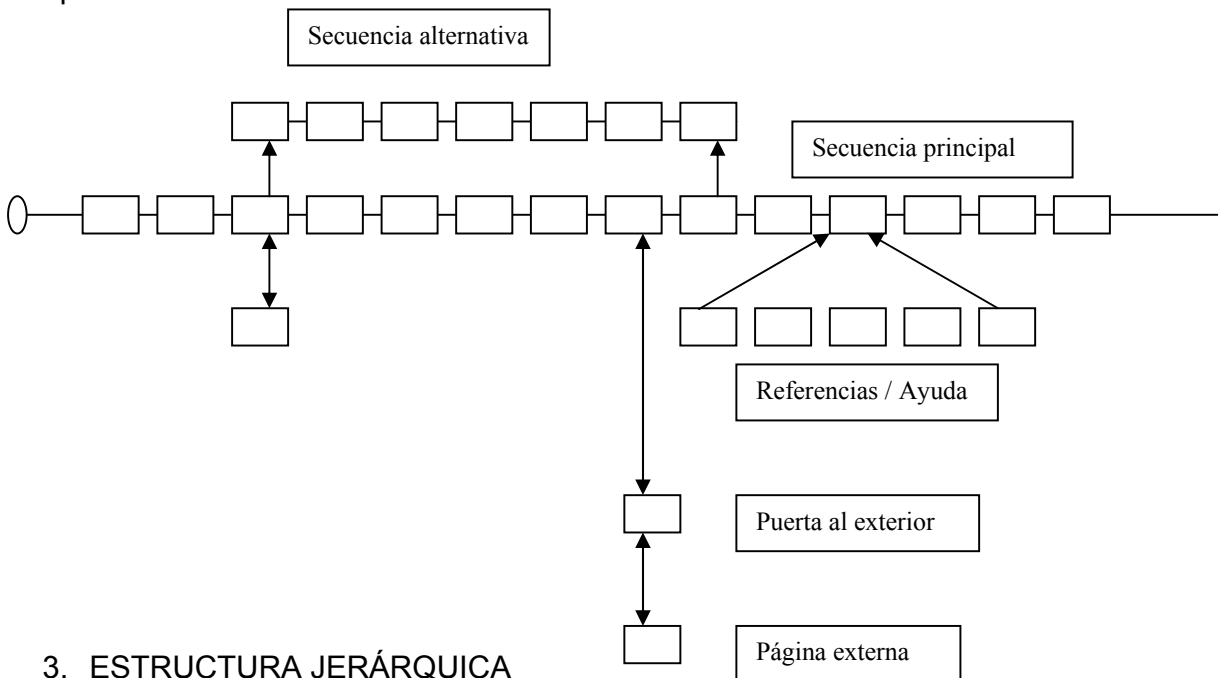 Secuencia alternativa
Secuencia principal
Referencias / Ayuda
Puerta al exterior
Página externa
3. ESTRUCTURA JERÁRQUICA